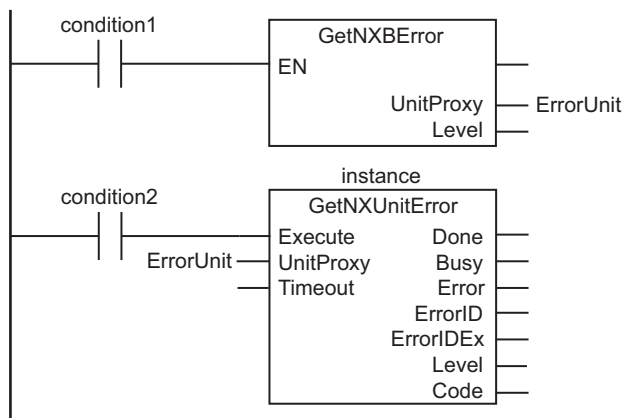 condition1
GetNXBError
EN
UnitProxy ErrorUnit
Level
instance
condition2
GetNXUnitError
Execute Done
ErrorUnit UnitProxy Busy
Timeout Error
ErrorID
ErrorIDEx
Level
Code